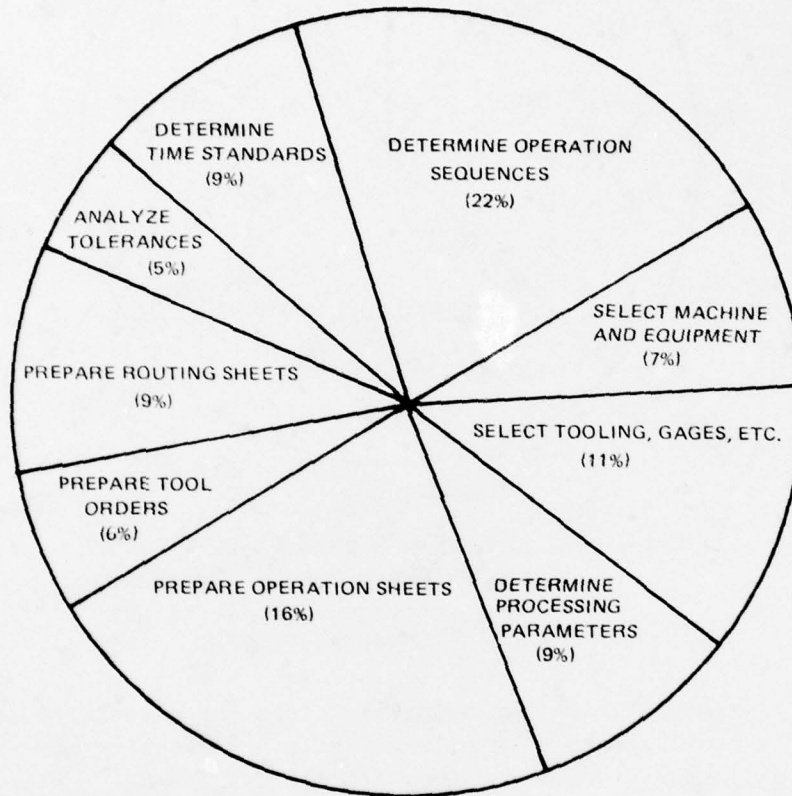 DETERMINE
TIME STANDARDS
(9%)
DETERMINE OPERATION
SEQUENCES
(22%)
ANALYZE
TOLERANCES
(5%)
SELECT MACHINE
AND EQUIPMENT
(7%)
PREPARE ROUTING SHEETS
(9%)
SELECT TOOLING, GAGES, ETC.
(11%)
PREPARE TOOL
ORDERS
(6%)
PREPARE OPERATION SHEETS
(16%)
DETERMINE
PROCESSING
PARAMETERS
(9%)